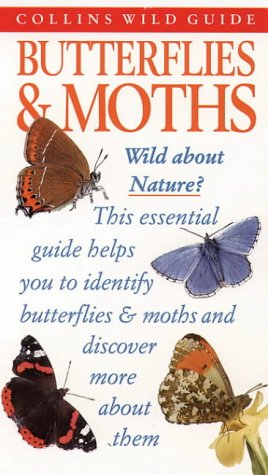 COLLINS WILD GUIDE
BUTTERFLIES
& MOTHS
Wild about
Nature?
This essential
guide helps
you to identify
butterflies & moths and
discover
more
about
them